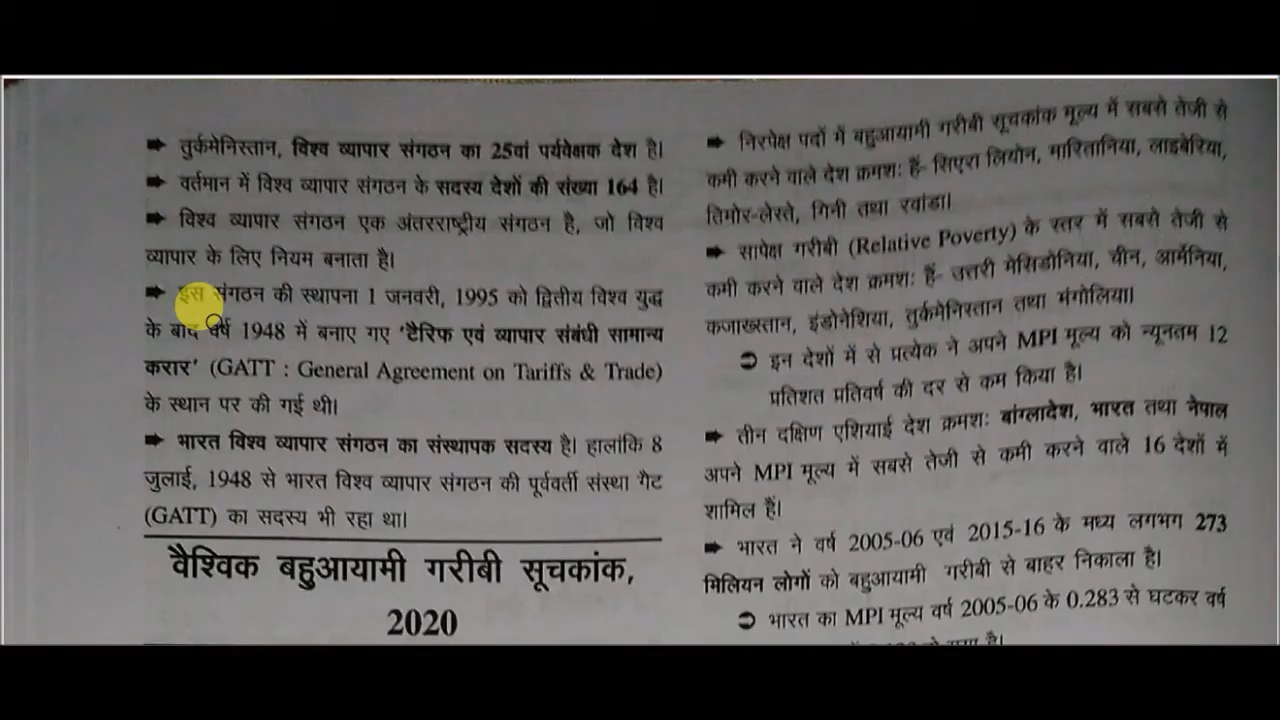 ➨ तुर्कमेनिस्तान, विश्व व्यापार संगठन का 25वां पर्यवेक्षक देश है।
➨ वर्तमान में विश्व व्यापार संगठन के सदस्य देशों की संख्या 164 है।
➨ विश्व व्यापार संगठन एक अंतरराष्ट्रीय संगठन है, जो विश्व
व्यापार के लिए नियम बनाता है।
➨ इस संगठन की स्थापना 1 जनवरी, 1995 को द्वितीय विश्व युद्ध
के बाद वर्ष 1948 में बनाए गए 'टैरिफ एवं व्यापार संबंधी सामान्य
करार' (GATT : General Agreement on Tariffs & Trade)
के स्थान पर की गई थी।
➨ भारत विश्व व्यापार संगठन का संस्थापक सदस्य है। हालांकि 8
जुलाई, 1948 से भारत विश्व व्यापार संगठन की पूर्ववर्ती संस्था गैट
(GATT) का सदस्य भी रहा था।
वैश्विक बहुआयामी गरीबी सूचकांक,
2020
➨ निरपेक्ष पदों में बहुआयामी गरीबी सूचकांक मूल्य में सबसे तेजी से
कमी करने वाले देश क्रमशः हैं- सिएरा लियोन, मारितानिया, लाइबेरिया,
तिमोर-लेस्ते, गिनी तथा रवांडा।
➨ सापेक्ष गरीबी (Relative Poverty) के स्तर में सबसे तेजी से
कमी करने वाले देश क्रमशः हैं- उत्तरी मेसिडोनिया, चीन, आर्मेनिया,
कजाख्स्तान, इंडोनेशिया, तुर्कमेनिस्तान तथा मंगोलिया।
➲ इन देशों में से प्रत्येक ने अपने MPI मूल्य को न्यूनतम 12
प्रतिशत प्रतिवर्ष की दर से कम किया है।
➨ तीन दक्षिण एशियाई देश क्रमशः बांग्लादेश, भारत तथा नेपाल
अपने MPI मूल्य में सबसे तेजी से कमी करने वाले 16 देशों में
शामिल हैं।
➨ भारत ने वर्ष 2005-06 एवं 2015-16 के मध्य लगभग 273
मिलियन लोगों को बहुआयामी गरीबी से बाहर निकाला है।
➲ भारत का MPI मूल्य वर्ष 2005-06 के 0.283 से घटकर वर्ष